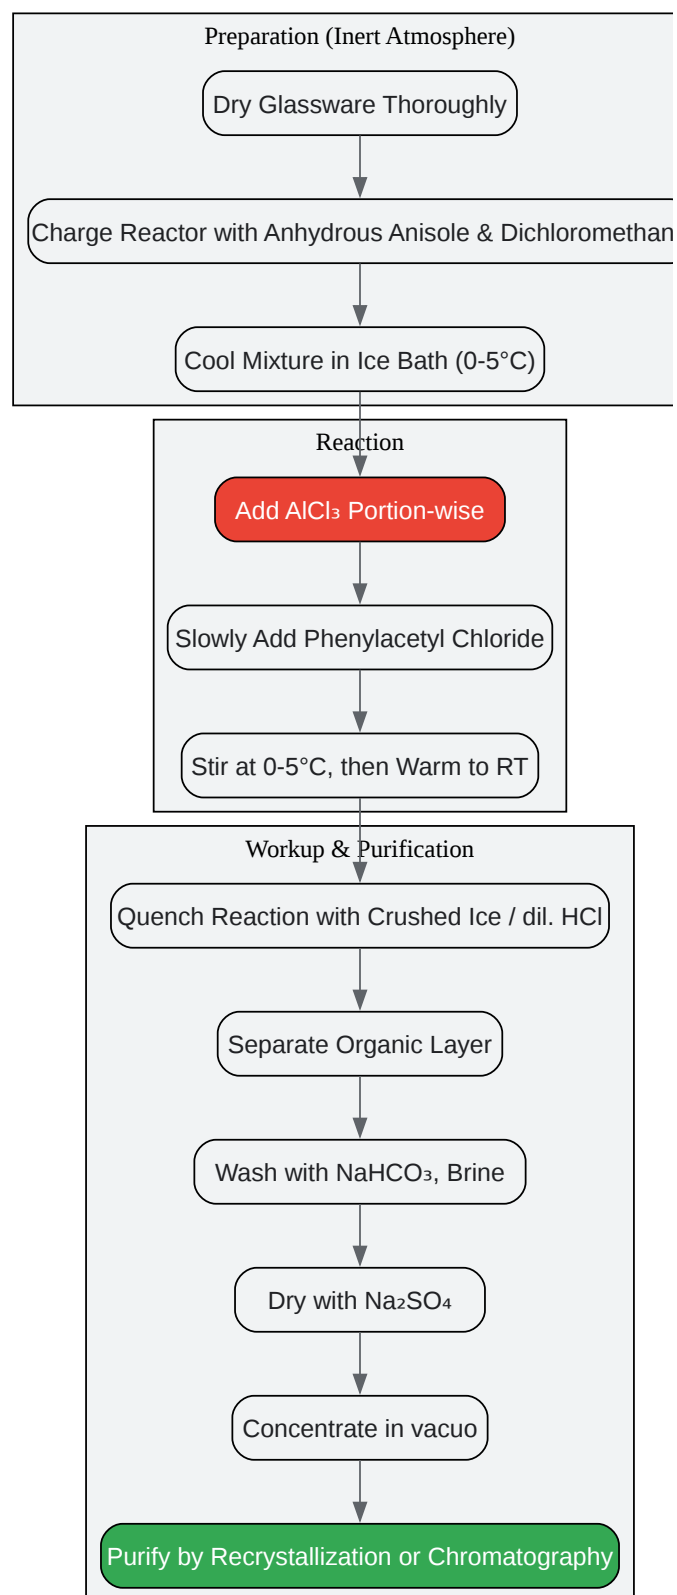 Preparation (Inert Atmosphere)
Dry Glassware Thoroughly
Charge Reactor with Anhydrous Anisole & Dichloromethan
Cool Mixture in Ice Bath (0-5°C)
Reaction
Add AlCl₃ Portion-wise
Slowly Add Phenylacetyl Chloride
Stir at 0-5°C, then Warm to RT
Workup & Purification
Quench Reaction with Crushed Ice / dil. HCl
Separate Organic Layer
Wash with NaHCO₃, Brine
Dry with Na₂SO₄
Concentrate in vacuo
Purify by Recrystallization or Chromatography